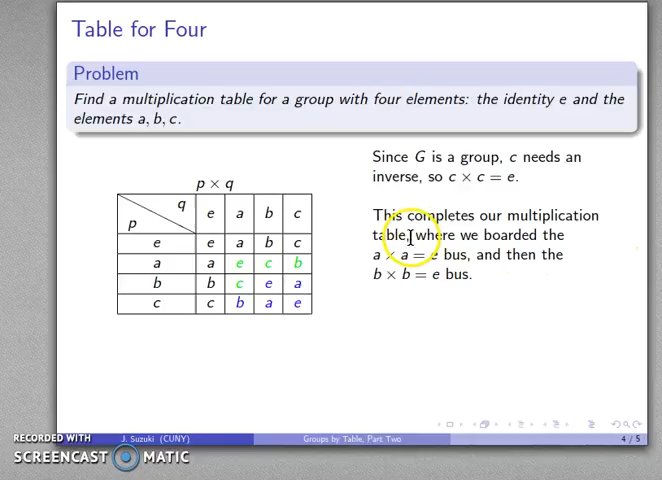 Table for Four
Problem
Find a multiplication table for a group with four elements: the identity e and the
elements a, b, c.
p × q
q
p
e a b c
e e a b c
a a e c b
b b c e a
c c b a e
Since G is a group, c needs an
inverse, so c × c = e.
This completes our multiplication
table, where we boarded the
a × a = e bus, and then the
b × b = e bus.
J. Suzuki (CUNY) Groups by Table, Part Two 4 / 5
RECORDED WITH
SCREENCAST MATIC